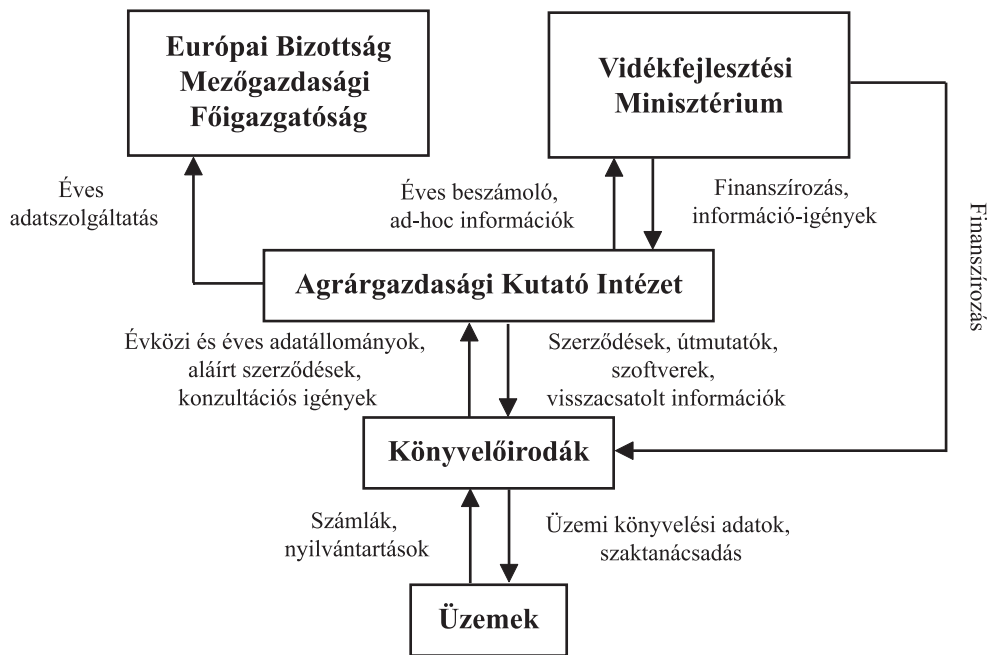 Európai Bizottság
Mezőgazdasági
Főigazgatóság
Vidékfejlesztési
Minisztérium
Éves
adatszolgáltatás
Éves beszámoló,
ad-hoc információk
Finanszírozás,
információ-igények
Finanszírozás
Agrárgazdasági Kutató Intézet
Évközi és éves adatállományok,
aláírt szerződések,
konzultációs igények
Szerződések, útmutatók,
szoftverek,
visszacsatolt információk
Könyvelőirodák
Számlák,
nyilvántartások
Üzemi könyvelési adatok,
szaktanácsadás
Üzemek